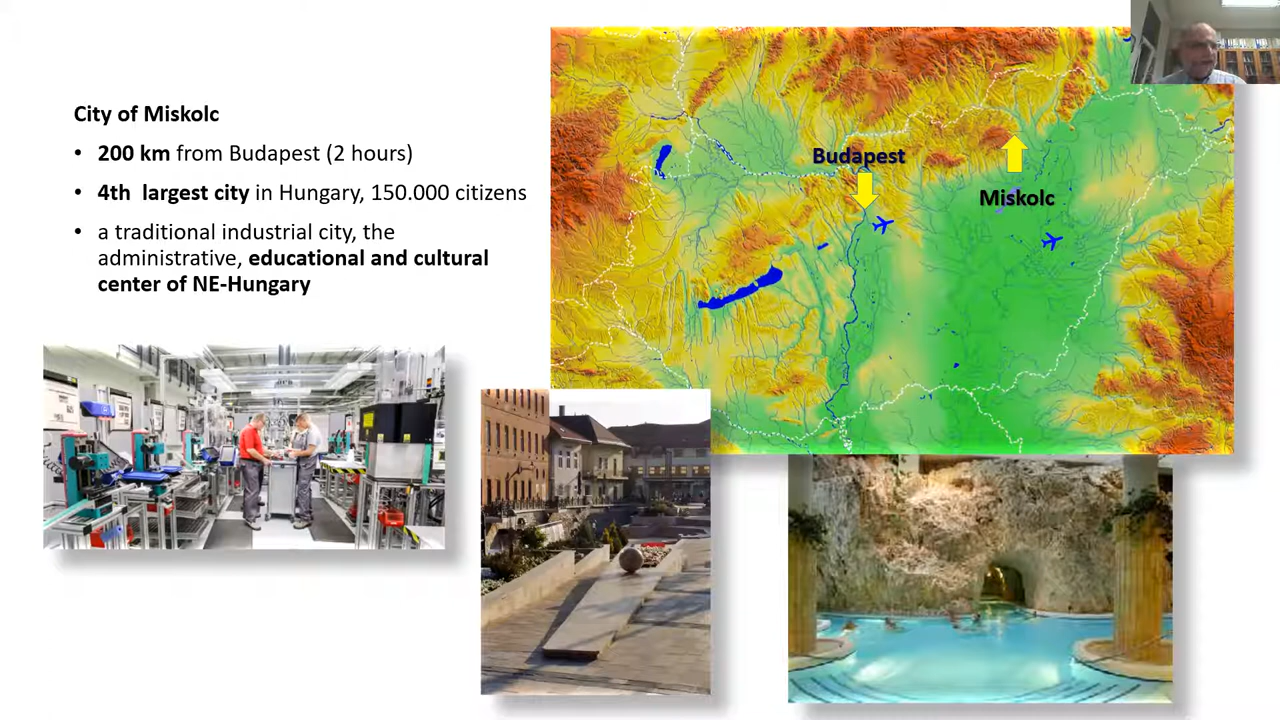 City of Miskolc
• 200 km from Budapest (2 hours)
• 4th  largest city in Hungary, 150.000 citizens
• a traditional industrial city, the
administrative, educational and cultural
center of NE-Hungary
Budapest
Miskolc